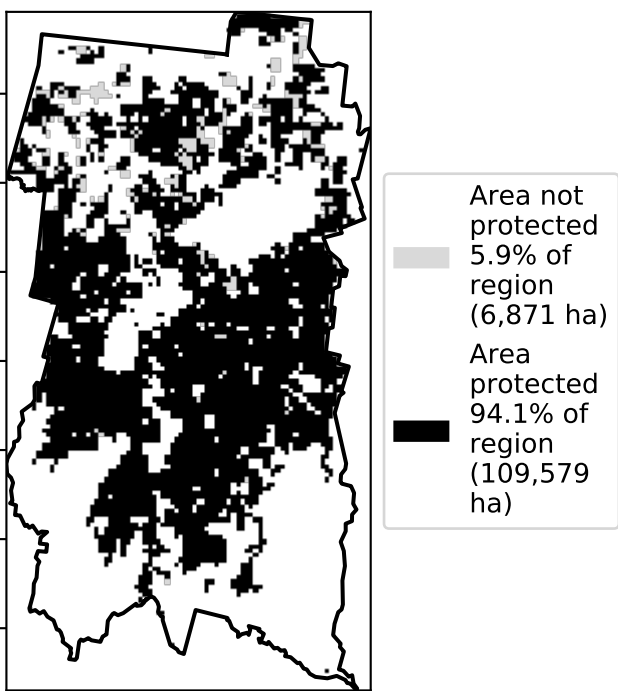 Area not
protected
5.9% of
region
(6,871 ha)
Area
protected
94.1% of
region
(109,579
ha)